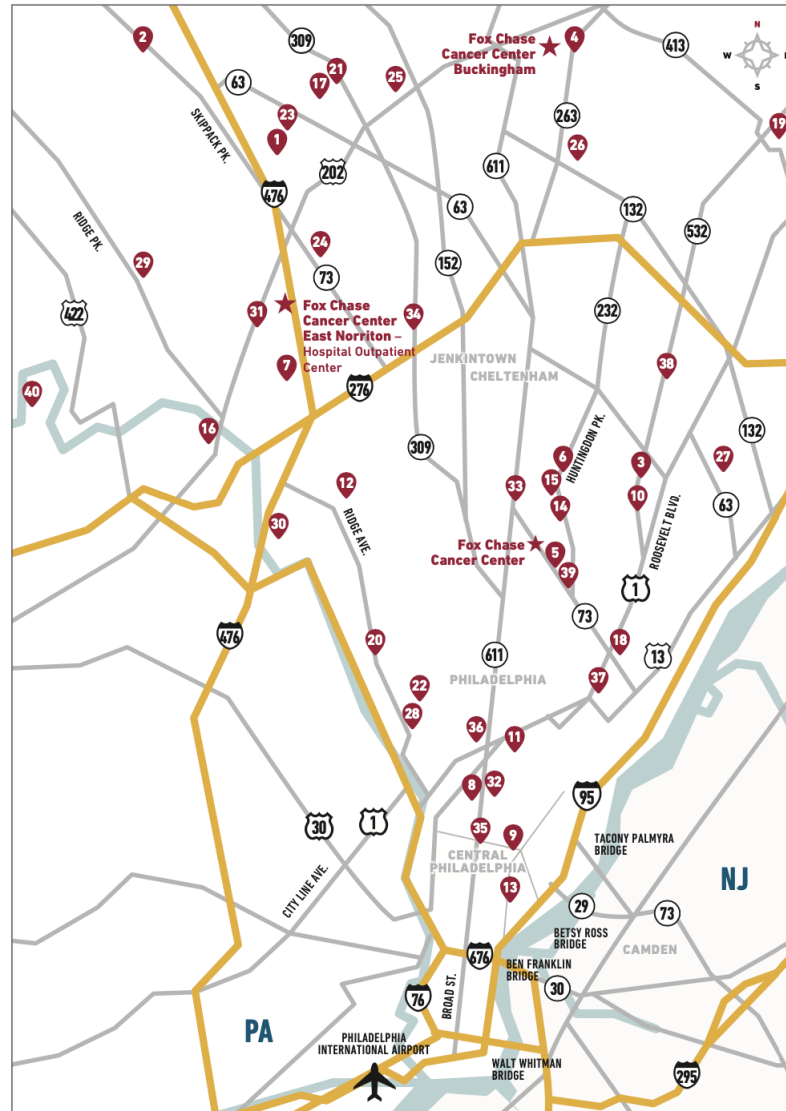 2
309
21
17
25
Fox Chase
Cancer Center
Buckingham
4
413
N
W
S
63
SKIPPACK PK.
23
1
263
19
26
202
611
476
RIDGE PK.
63
132
532
24
29
73
152
422
31
Fox Chase
Cancer Center
East Norriton –
Hospital Outpatient
Center
34
232
JENKINTOWN
CHELTENHAM
7
38
276
40
16
309
HUNTINGDON PK.
132
6
3
27
12
15
33
10
14
63
RIDGE AVE.
30
ROOSEVELT BLVD.
Fox Chase
Cancer Center
5
39
1
73
476
20
18
611
13
PHILADELPHIA
37
22
28
36
11
8
32
95
30
1
35
9
TACONY PALMYRA
BRIDGE
CENTRAL
PHILADELPHIA
CITY LINE AVE.
13
NJ
29
73
BETSY ROSS
BRIDGE
CAMDEN
676
BEN FRANKLIN
BRIDGE
30
BROAD ST.
76
PA
PHILADELPHIA
INTERNATIONAL AIRPORT
WALT WHITMAN
BRIDGE
295